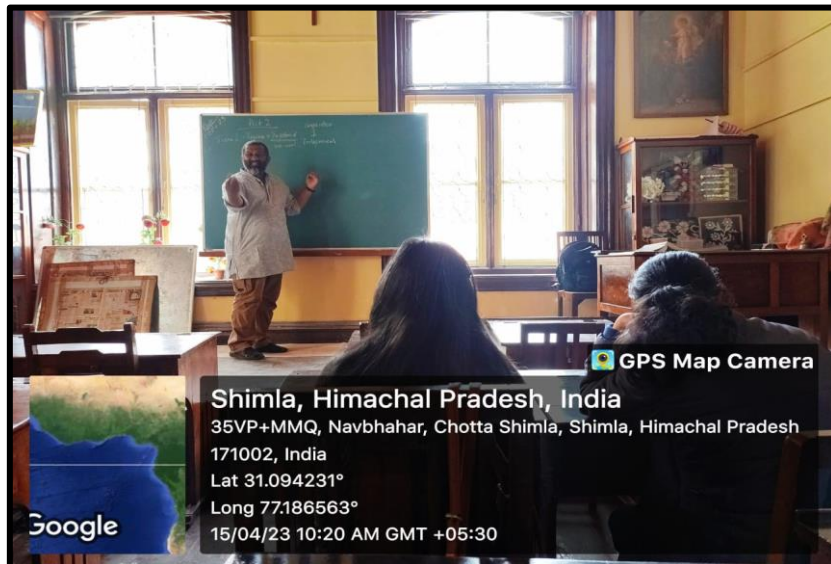 GPS Map Camera
Shimla, Himachal Pradesh, India
35VP+MMQ, Navbhahar, Chotta Shimla, Shimla, Himachal Pradesh
171002, India
Lat 31.094231°
Long 77.186563°
15/04/23 10:20 AM GMT +05:30
Google